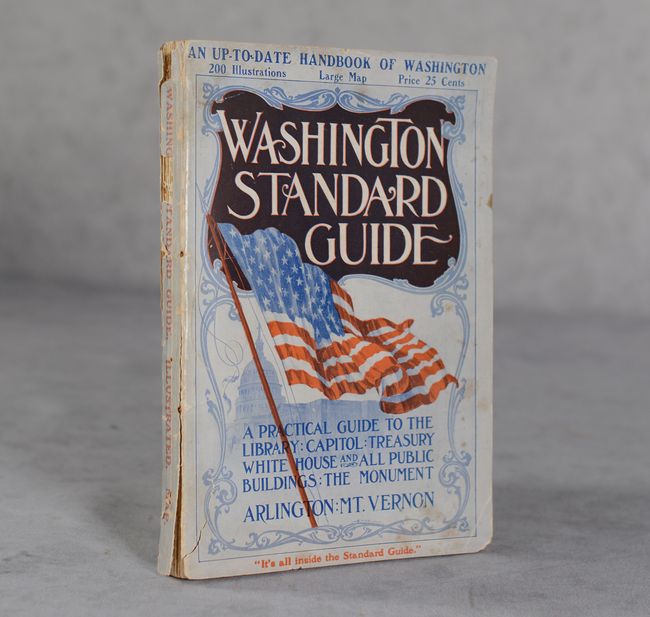 AN UP-TO-DATE HANDBOOK OF WASHINGTON
200 Illustrations Large Map Price 25 Cents
WASHINGTON
STANDARD
GUIDE
A PRACTICAL GUIDE TO THE
LIBRARY:CAPITOL:TREASURY
WHITE HOUSE AND ALL PUBLIC
BUILDINGS:THE MONUMENT
ARLINGTON:MT. VERNON
"It's all inside the Standard Guide."
WASHING STANDARD GUIDE. ILLUSTRATED.